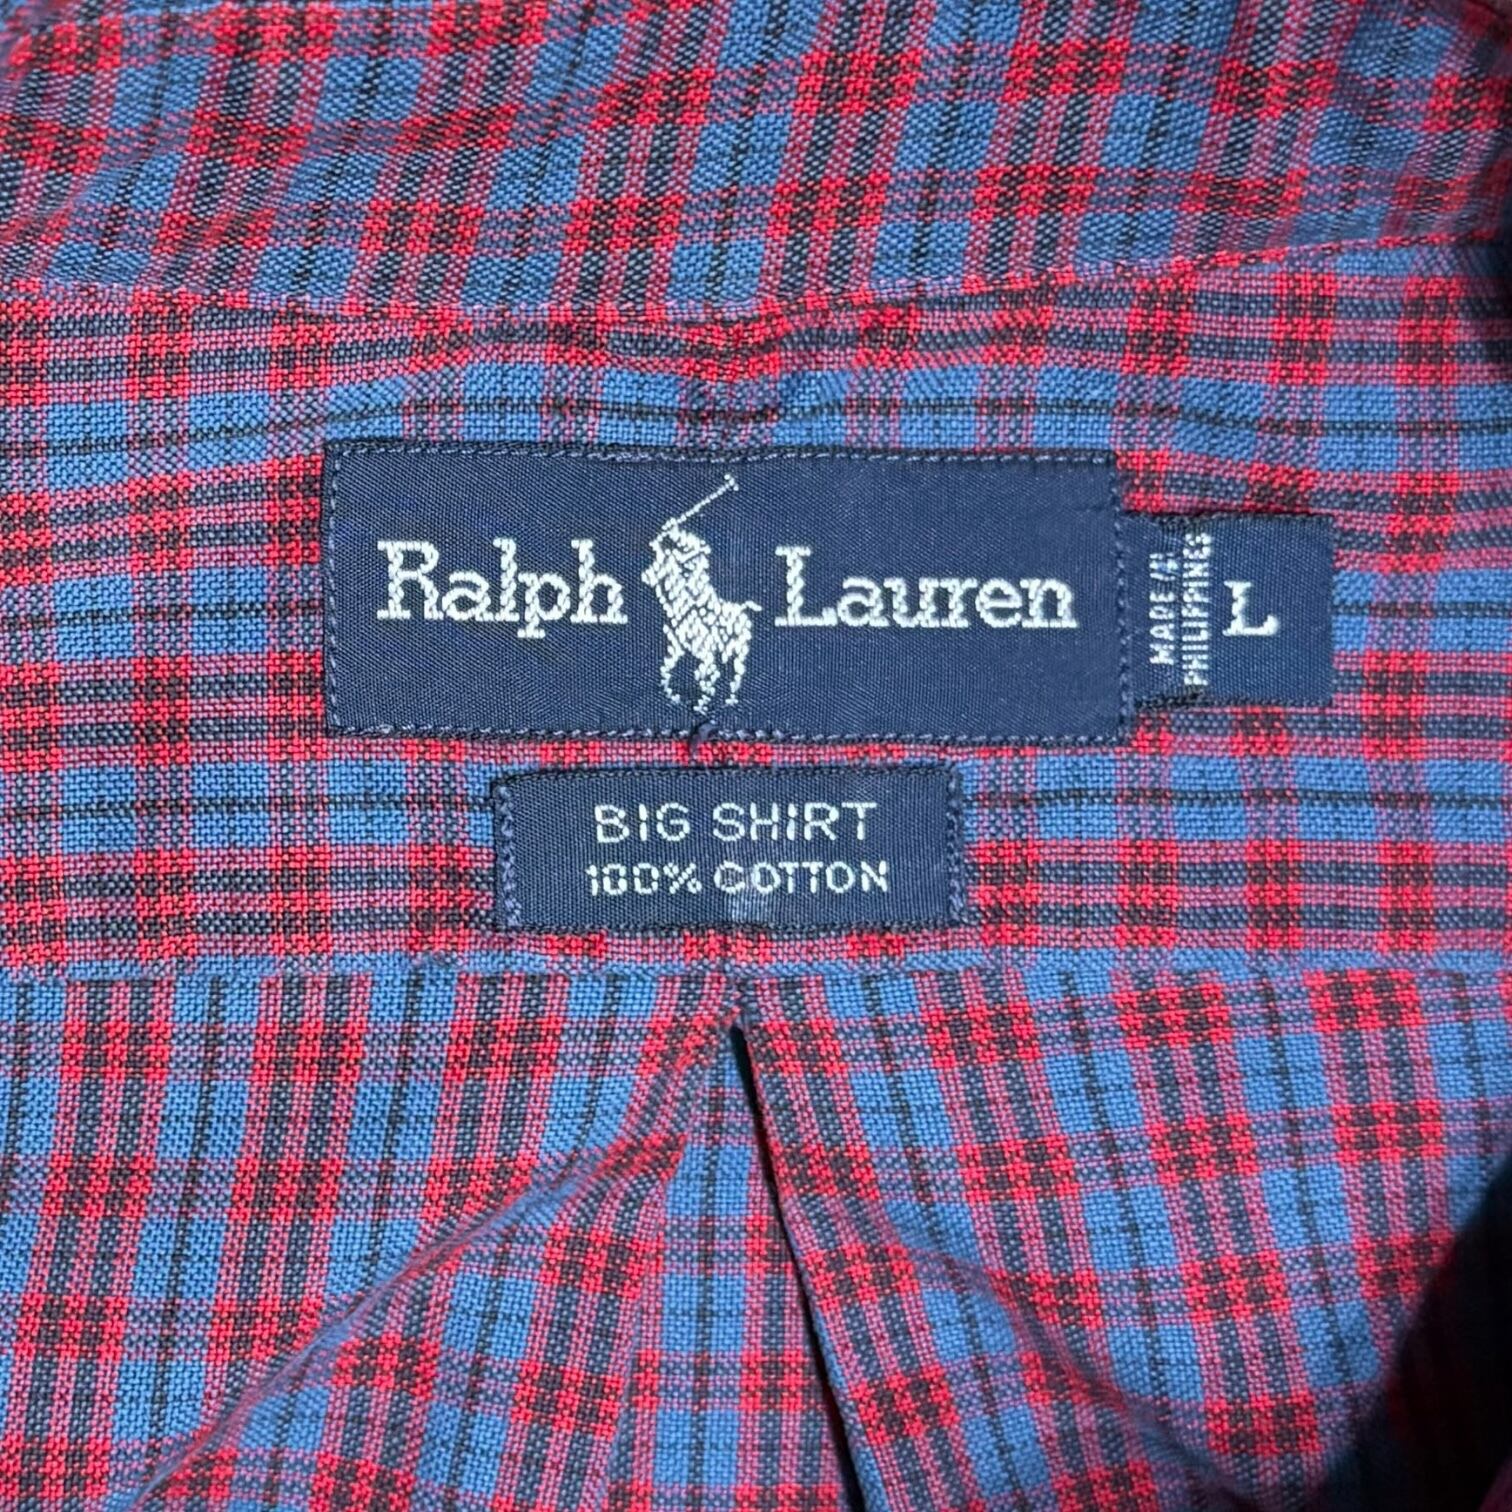 Ralph Lauren
MADE IN
PHILIPPINES
L
BIG SHIRT
100% COTTON